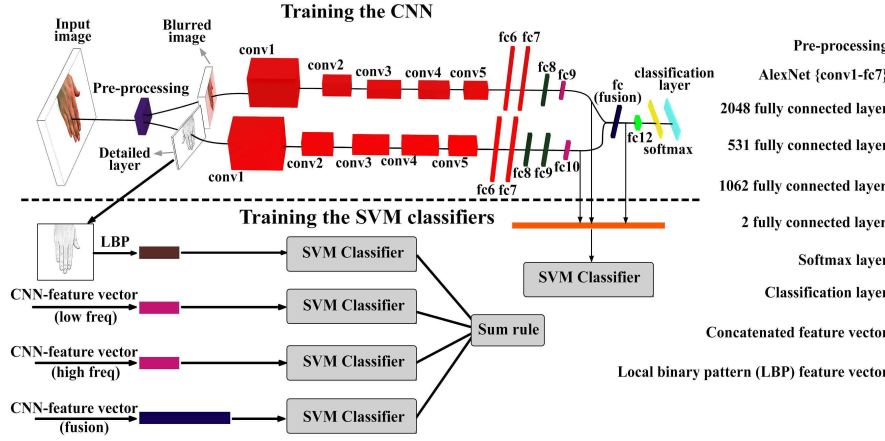 Training the CNN
Input
image
Blurred
image
Pre-processing
Detailed
layer
conv1
conv2
conv3
conv4
conv5
fc6
fc7
fc8
fc9
conv1
conv2
conv3
conv4
conv5
fc6
fc7
fc8
fc9
fc10
fc
(fusion)
fc12
classification
layer
softmax
Training the SVM classifiers
LBP
SVM Classifier
CNN-feature vector
(low freq)
SVM Classifier
CNN-feature vector
(high freq)
SVM Classifier
CNN-feature vector
(fusion)
SVM Classifier
Sum rule
SVM Classifier
Pre-processing
AlexNet {conv1-fc7}
2048 fully connected layer
531 fully connected layer
1062 fully connected layer
2 fully connected layer
Softmax layer
Classification layer
Concatenated feature vector
Local binary pattern (LBP) feature vector